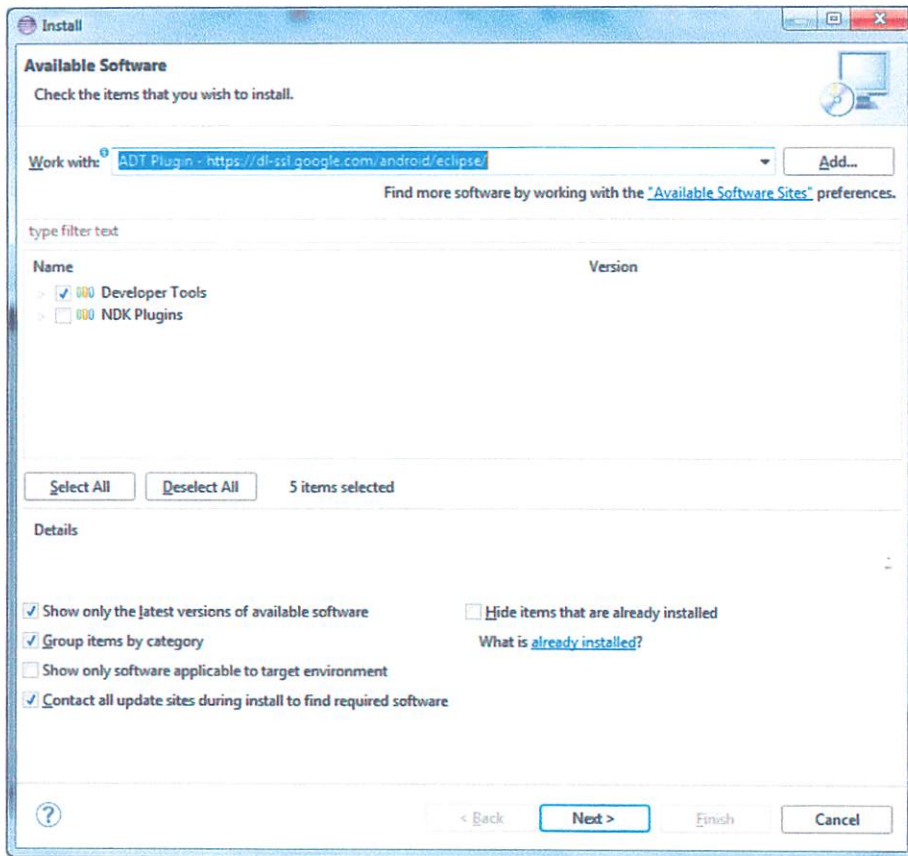 Install
Available Software
Check the items that you wish to install.
Work with: ADT Plugin - https://dl-ssl.google.com/android/eclipse/ Add...
Find more software by working with the "Available Software Sites" preferences.
type filter text
Name Version
Developer Tools
NDK Plugins
Select All Deselect All 5 items selected
Details
Show only the latest versions of available software Hide items that are already installed
Group items by category What is already installed?
Show only software applicable to target environment
Contact all update sites during install to find required software
? < Back Next > Finish Cancel